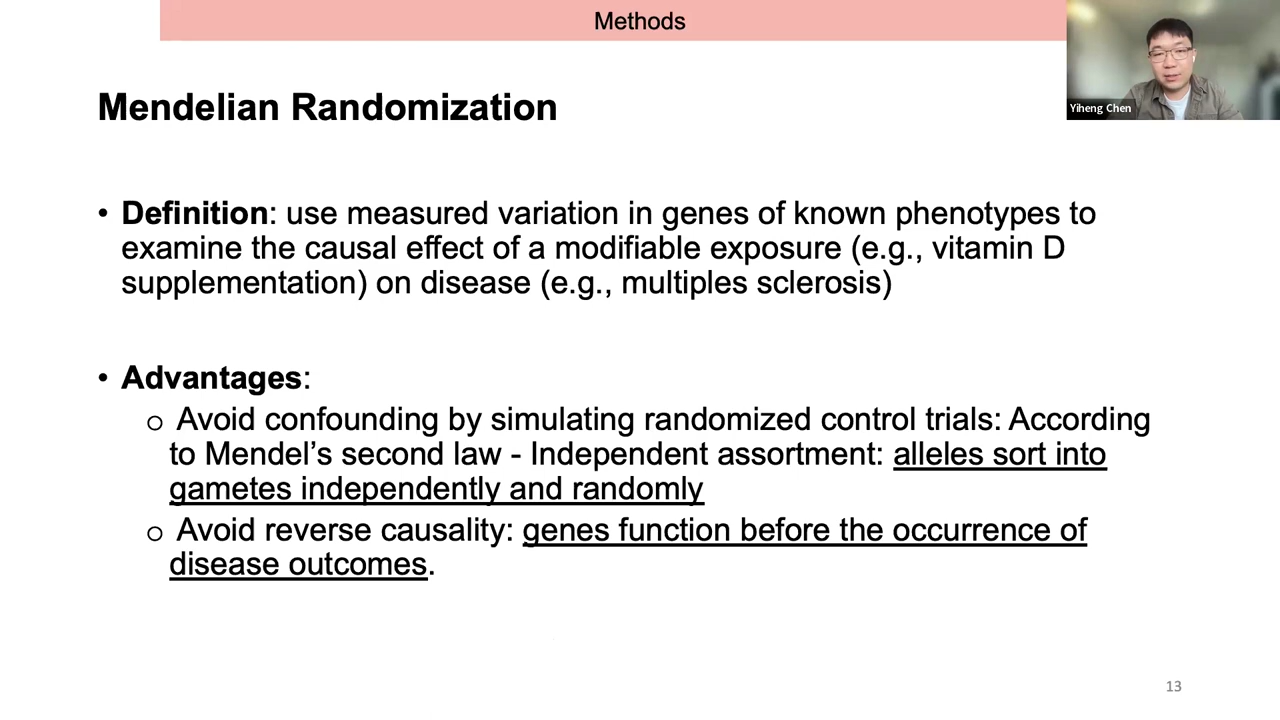 Methods
Yiheng Chen
Mendelian Randomization
• Definition: use measured variation in genes of known phenotypes to
examine the causal effect of a modifiable exposure (e.g., vitamin D
supplementation) on disease (e.g., multiples sclerosis)
• Advantages:
o Avoid confounding by simulating randomized control trials: According
to Mendel’s second law - Independent assortment: alleles sort into
gametes independently and randomly
o Avoid reverse causality: genes function before the occurrence of
disease outcomes.
13